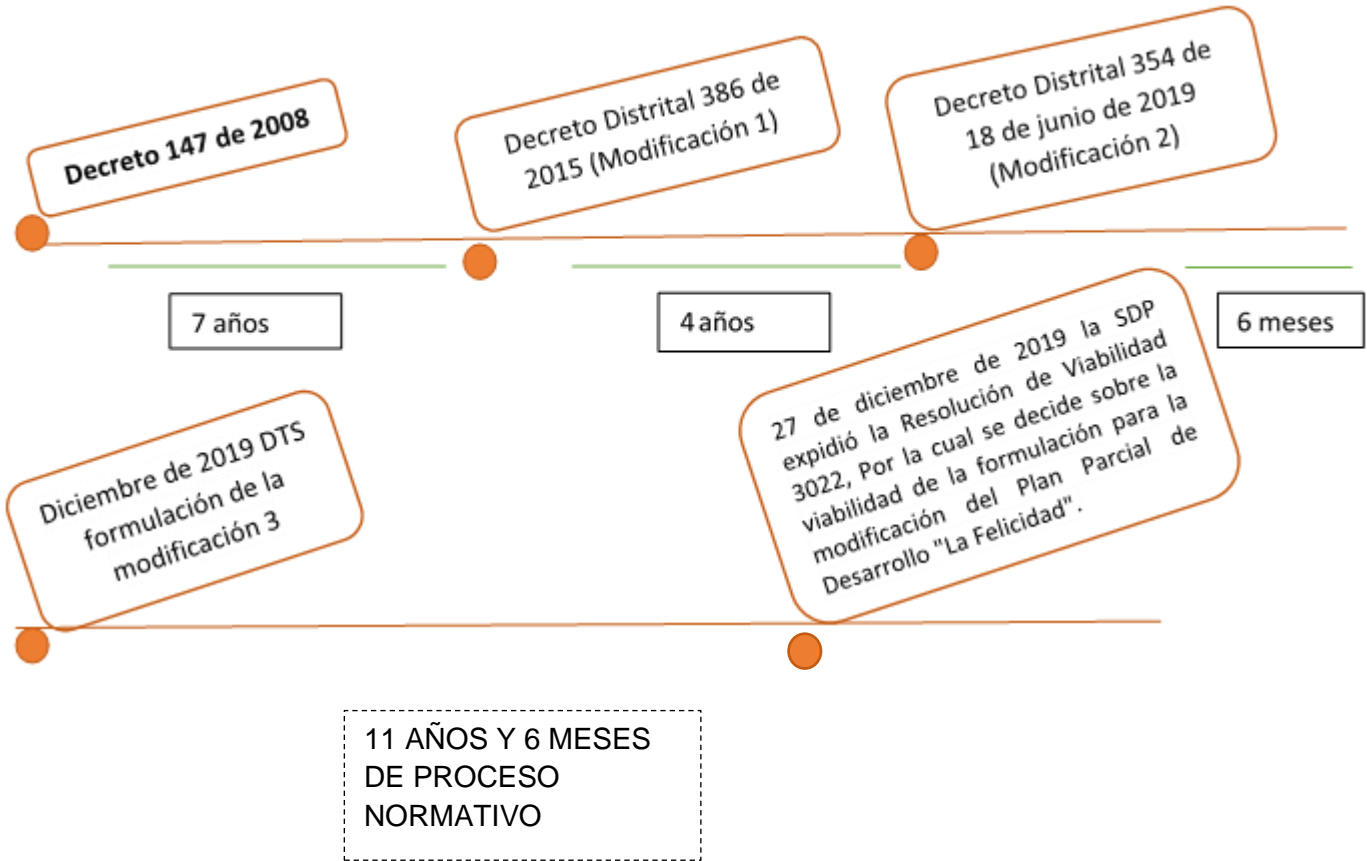 Decreto 147 de 2008
Decreto Distrital 386 de
2015 (Modificación 1)
Decreto Distrital 354 de
18 de junio de 2019
(Modificación 2)
7 años
4 años
6 meses
Diciembre de 2019 DTS
formulación de la
modificación 3
27 de diciembre de 2019 la SDP
expidió la Resolución de Viabilidad
3022, Por la cual se decide sobre la
viabilidad de la formulación para la
modificación del Plan Parcial de
Desarrollo "La Felicidad".
11 AÑOS Y 6 MESES
DE PROCESO
NORMATIVO